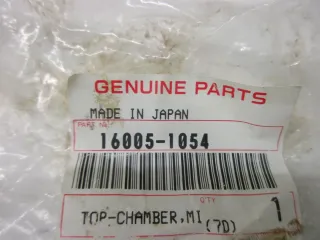 GENUINE PARTS
MADE IN JAPAN
PART No.
16005-1054
QTY
TOP-CHAMBER,MI
1
(7D)